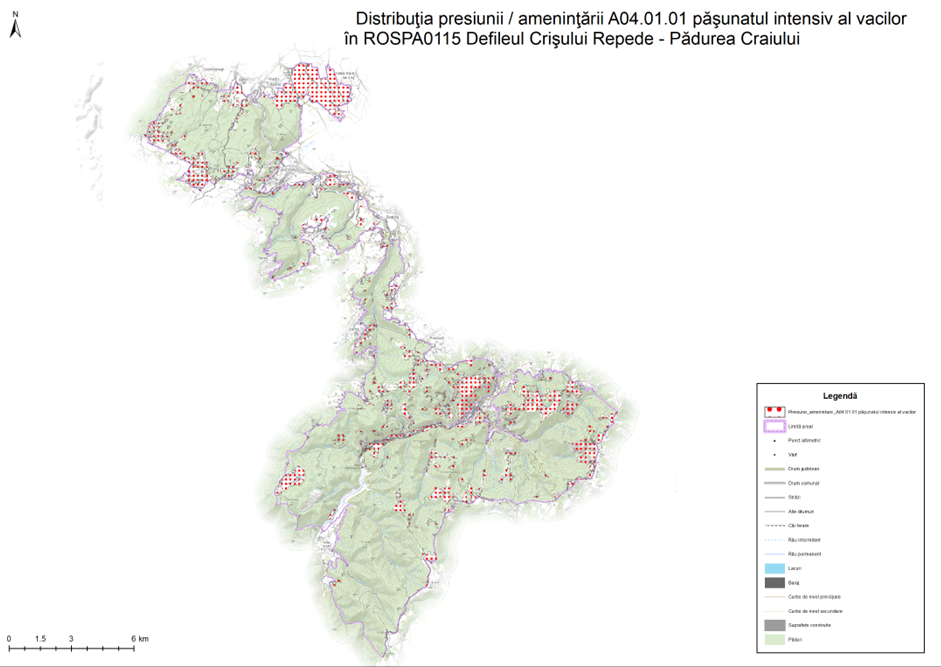 N
Distribuţia presiunii / ameninţării A04.01.01 păşunatul intensiv al vacilor
în ROSPA0115 Defileul Crişului Repede - Pădurea Craiului
Legendă
Presiune_amenintare_A04.01.01 păşunatul intensiv al vacilor
Limită areal
Punct altimetric
Vârf
Drum judetean
Drum comunal
Străzi
Alte drumuri
Căi ferate
Râu intermitent
Râu permanent
Lacuri
Baraj
Curbe de nivel principale
Curbe de nivel secundare
Suprafete construite
Păduri
0 1.5 3 6 km